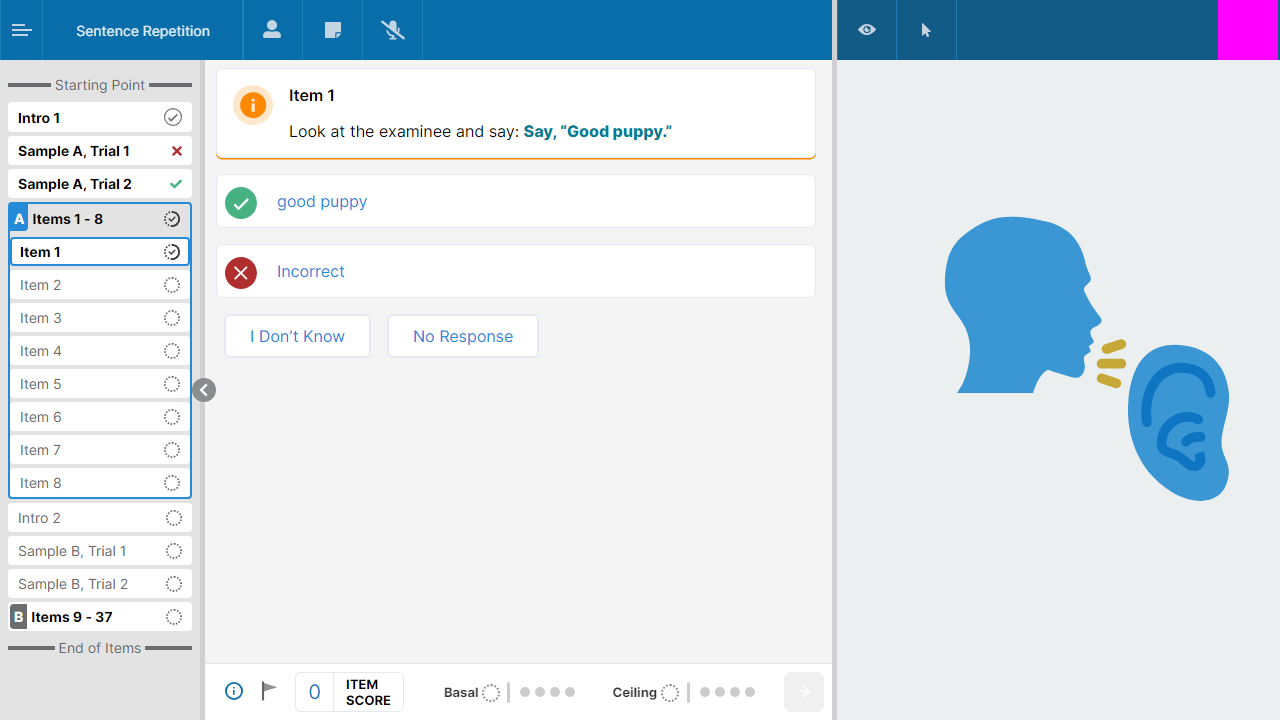 Sentence Repetition
Starting Point
Intro 1
Sample A, Trial 1
Sample A, Trial 2
A Items 1 - 8
Item 1
Item 2
Item 3
Item 4
Item 5
Item 6
Item 7
Item 8
Intro 2
Sample B, Trial 1
Sample B, Trial 2
B Items 9 - 37
End of Items
Item 1
Look at the examinee and say: Say, “Good puppy.”
good puppy
Incorrect
I Don’t Know
No Response
0
ITEM
SCORE
Basal
Ceiling